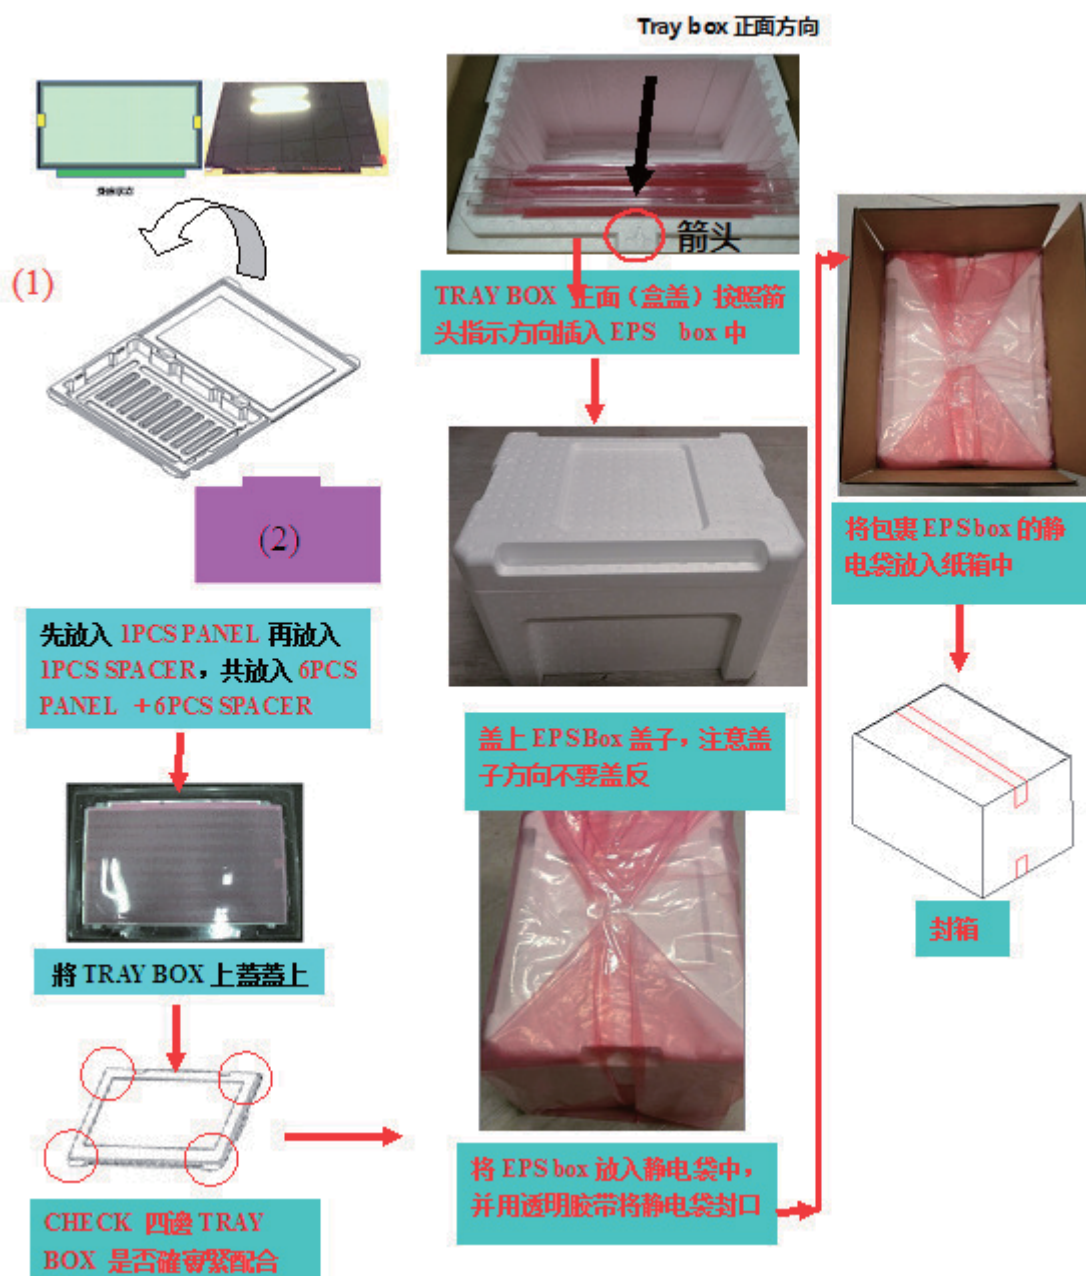 Tray box 正面方向
(1)
(2)
先放入 1PCS PANEL 再放入
1PCS SPACER，共放入 6PCS
PANEL ＋6PCS SPACER
將 TRAY BOX 上蓋蓋上
CHECK 四邊 TRAY
BOX 是否確實緊配合
箭头
TRAY BOX 正面（盒盖）按照箭
头指示方向插入 EPS box 中
盖上 EPS Box 盖子，注意盖
子方向不要盖反
将 EPS box 放入静电袋中，
并用透明胶带将静电袋封口
将包裹 EPS box 的静
电袋放入纸箱中
封箱